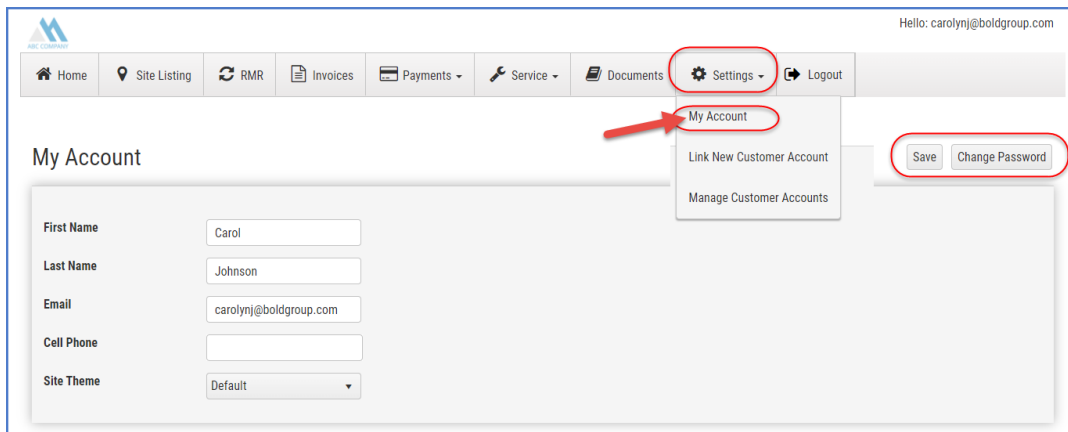 Hello: carolynj@boldgroup.com
ABC COMPANY
Home Site Listing RMR Invoices Payments Service Documents Settings Logout
My Account
Link New Customer Account
Manage Customer Accounts
My Account
Save Change Password
First Name Carol
Last Name Johnson
Email carolynj@boldgroup.com
Cell Phone
Site Theme Default